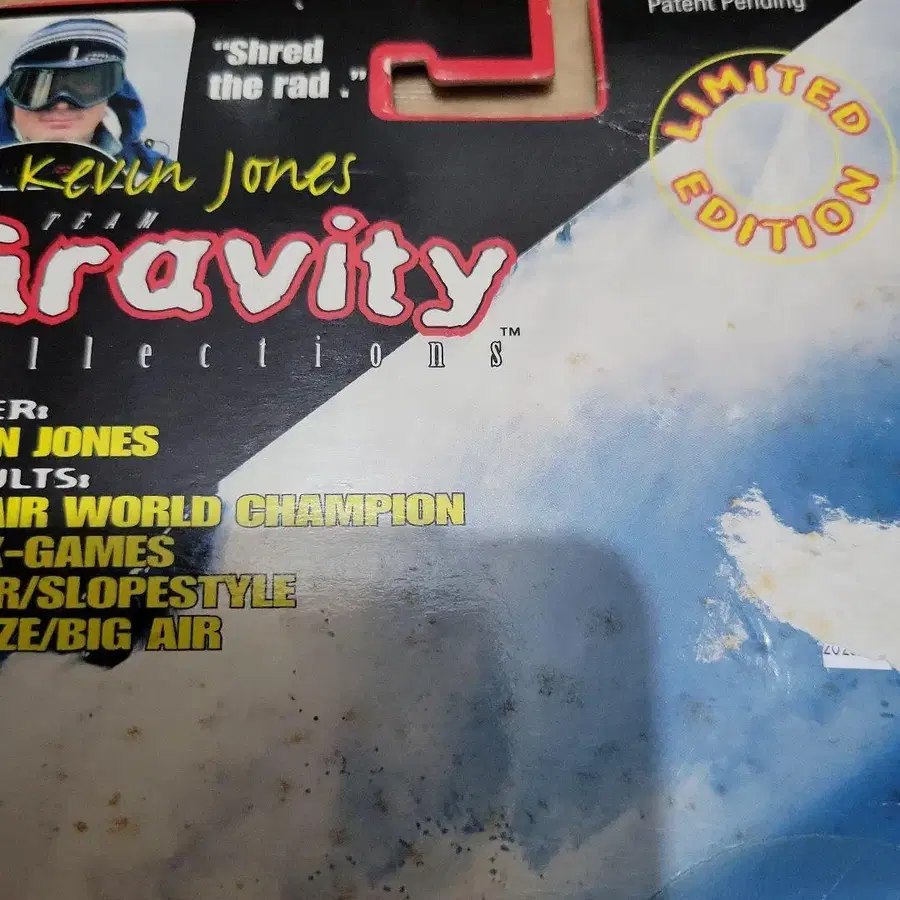 Patent Pending
"Shred
the rad ."
LIMITED
EDITION
Kevin Jones
TEAM
Gravity
llections™
ER:
N JONES
ULTS:
AIR WORLD CHAMPION
X-GAMES
R/SLOPESTYLE
ZE/BIG AIR